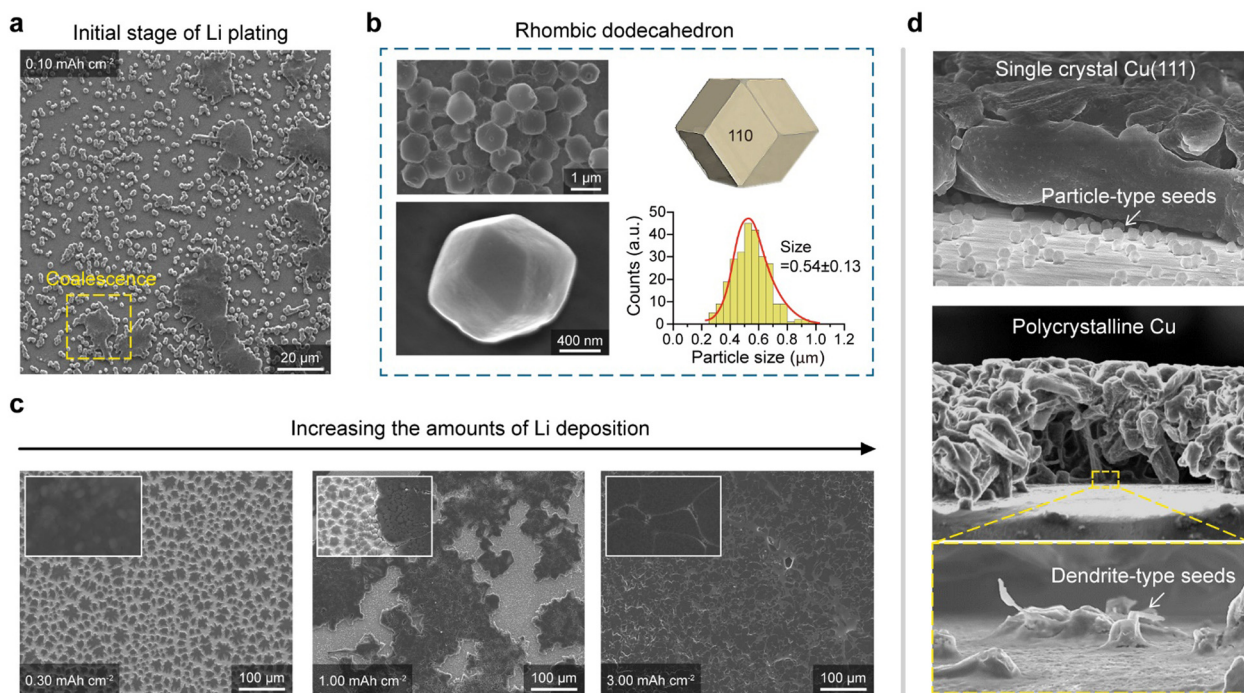 a
Initial stage of Li plating
0.10 mAh cm⁻²
Coalescence
20 μm
b
Rhombic dodecahedron
1 μm
110
400 nm
Counts (a.u.)
50
40
30
20
10
0
Size
=0.54±0.13
0.0 0.2 0.4 0.6 0.8 1.0 1.2
Particle size (μm)
c
Increasing the amounts of Li deposition
0.30 mAh cm⁻²
100 μm
1.00 mAh cm⁻²
100 μm
3.00 mAh cm⁻²
100 μm
d
Single crystal Cu(111)
Particle-type seeds
Polycrystalline Cu
Dendrite-type seeds